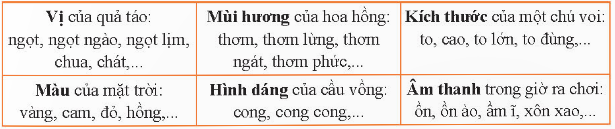 Vị của quả táo:
ngọt, ngọt ngào, ngọt lịm,
chua, chát,...
Mùi hương của hoa hồng:
thơm, thơm lừng, thơm
ngát, thơm phức,...
Kích thước của một chú voi:
to, cao, to lớn, to đùng,...
Màu của mặt trời:
vàng, cam, đỏ, hồng,...
Hình dáng của cầu vồng:
cong, cong cong,...
Âm thanh trong giờ ra chơi:
ồn, ồn ào, ầm ĩ, xôn xao,...